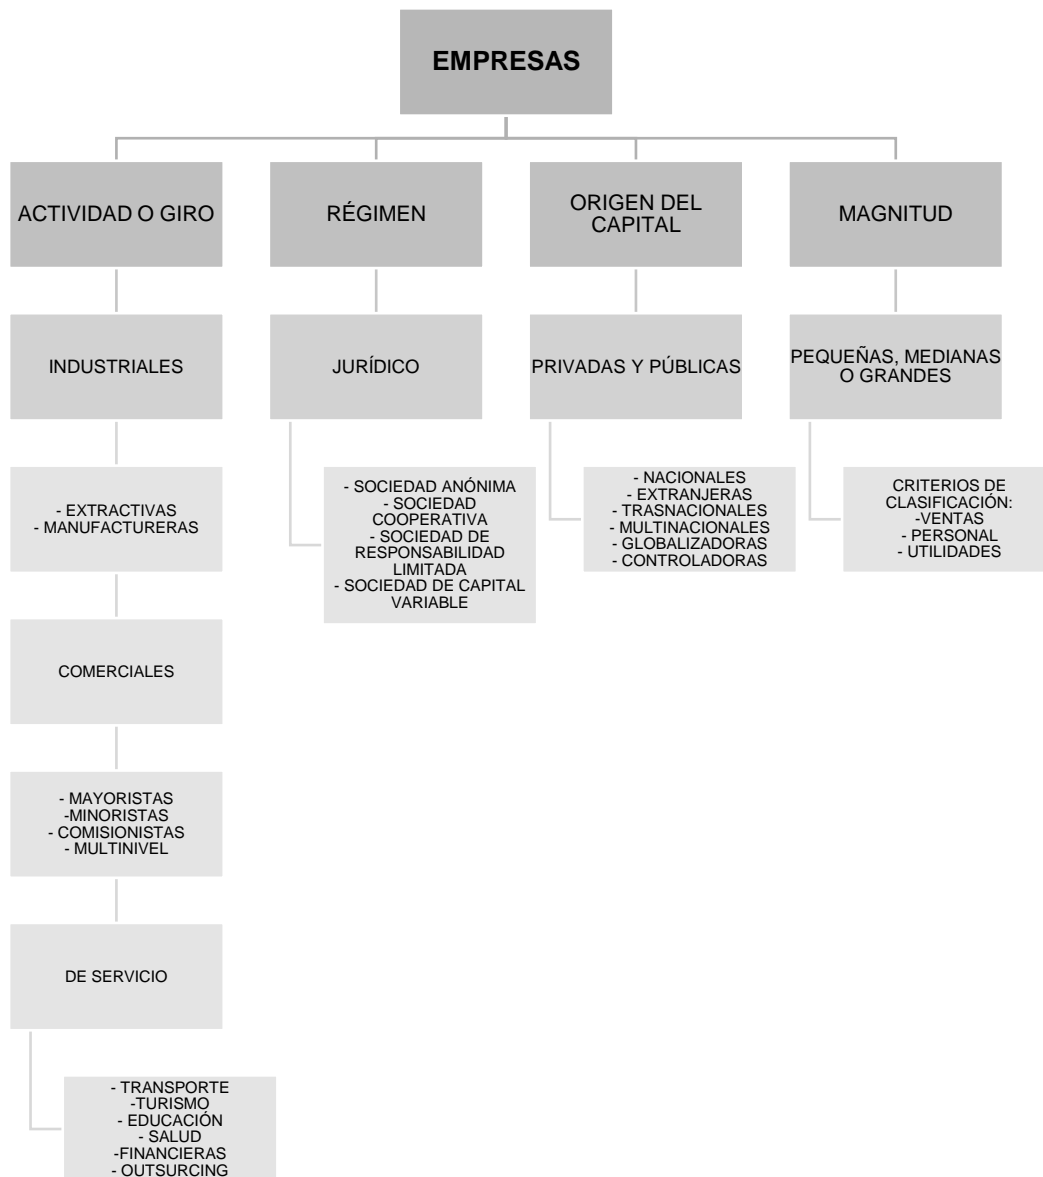 EMPRESAS
ACTIVIDAD O GIRO
RÉGIMEN
ORIGEN DEL
CAPITAL
MAGNITUD
INDUSTRIALES
JURÍDICO
PRIVADAS Y PÚBLICAS
PEQUEÑAS, MEDIANAS
O GRANDES
- EXTRACTIVAS
- MANUFACTURERAS
- SOCIEDAD ANÓNIMA
- SOCIEDAD
COOPERATIVA
- SOCIEDAD DE
RESPONSABILIDAD
LIMITADA
- SOCIEDAD DE CAPITAL
VARIABLE
- NACIONALES
- EXTRANJERAS
- TRASNACIONALES
- MULTINACIONALES
- GLOBALIZADORAS
- CONTROLADORAS
CRITERIOS DE
CLASIFICACIÓN:
-VENTAS
- PERSONAL
- UTILIDADES
COMERCIALES
- MAYORISTAS
-MINORISTAS
- COMISIONISTAS
- MULTINIVEL
DE SERVICIO
- TRANSPORTE
-TURISMO
- EDUCACIÓN
- SALUD
-FINANCIERAS
- OUTSURCING